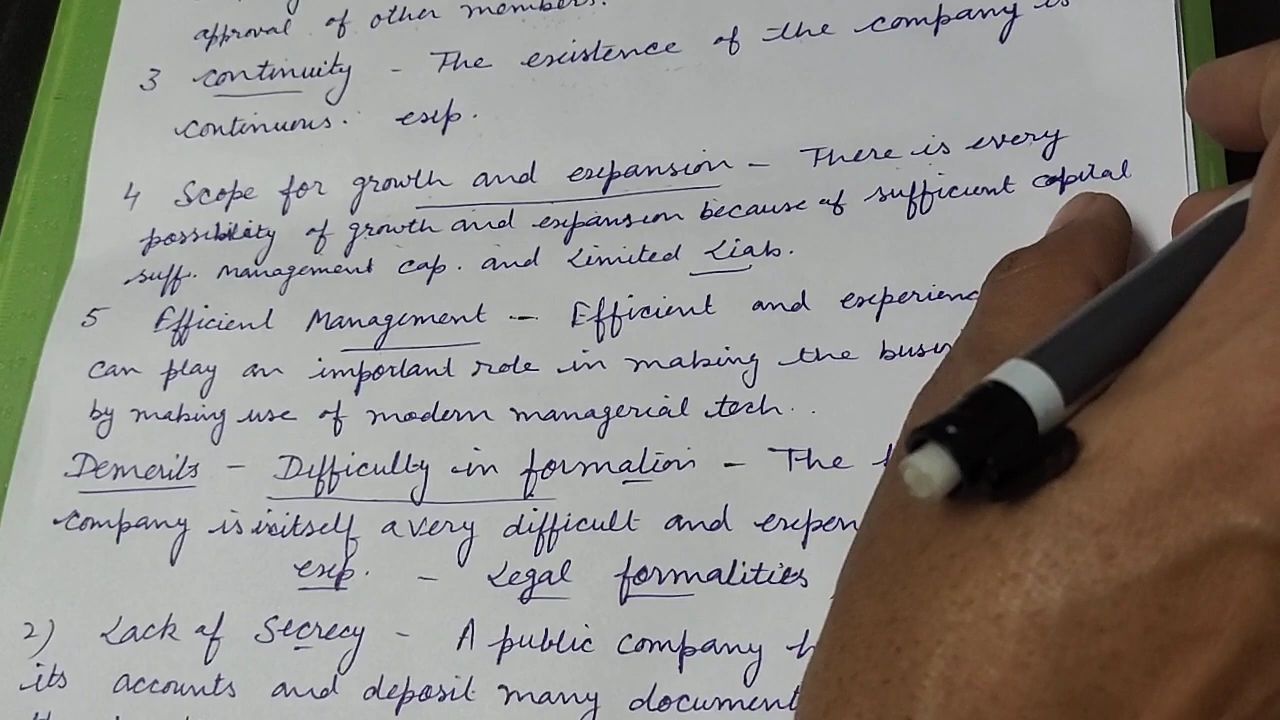 approval of other members.
3 continuity - The existence of the company is
continuous. exp.
4 Scope for growth and expansion - There is every
possibility of growth and expansion because of sufficient capital
suff. management cap. and Limited Liab.
5 Efficient Management - Efficient and experienc
can play an important role in making the busin
by making use of modern managerial tech..
Demerits - Difficulty in formation - The
company is initself a very difficult and expen
exp. - Legal formalities
2) Lack of Secrecy - A public company h
its accounts and deposit many document